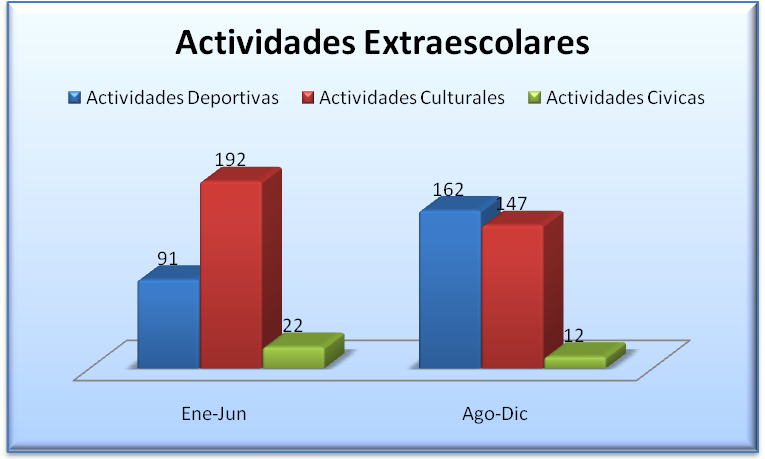 Actividades Extraescolares
Actividades Deportivas Actividades Culturales Actividades Civicas
192
162
147
91
22
12
Ene-Jun Ago-Dic